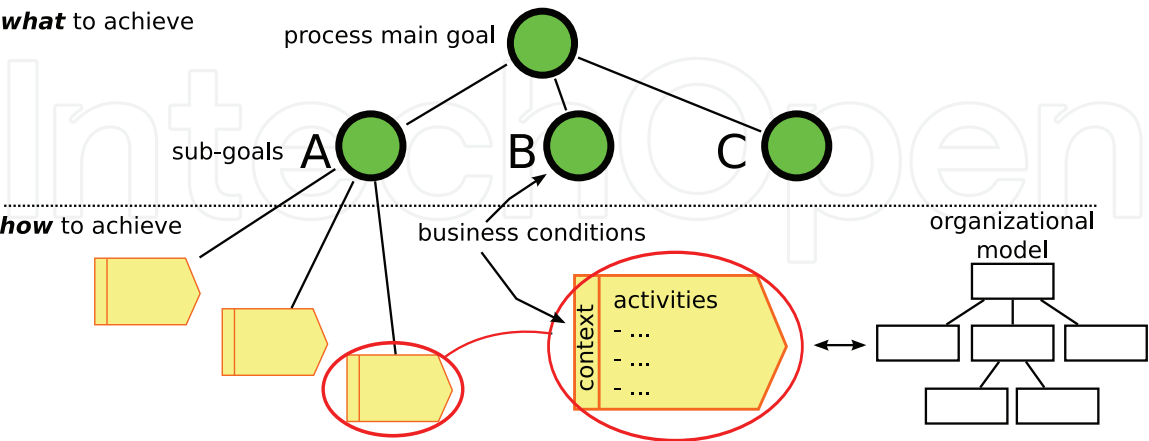 what to achieve
process main goal
sub-goals A B C
how to achieve
business conditions
organizational
model
context
activities
- ...
- ...
- ...
IntechOpen